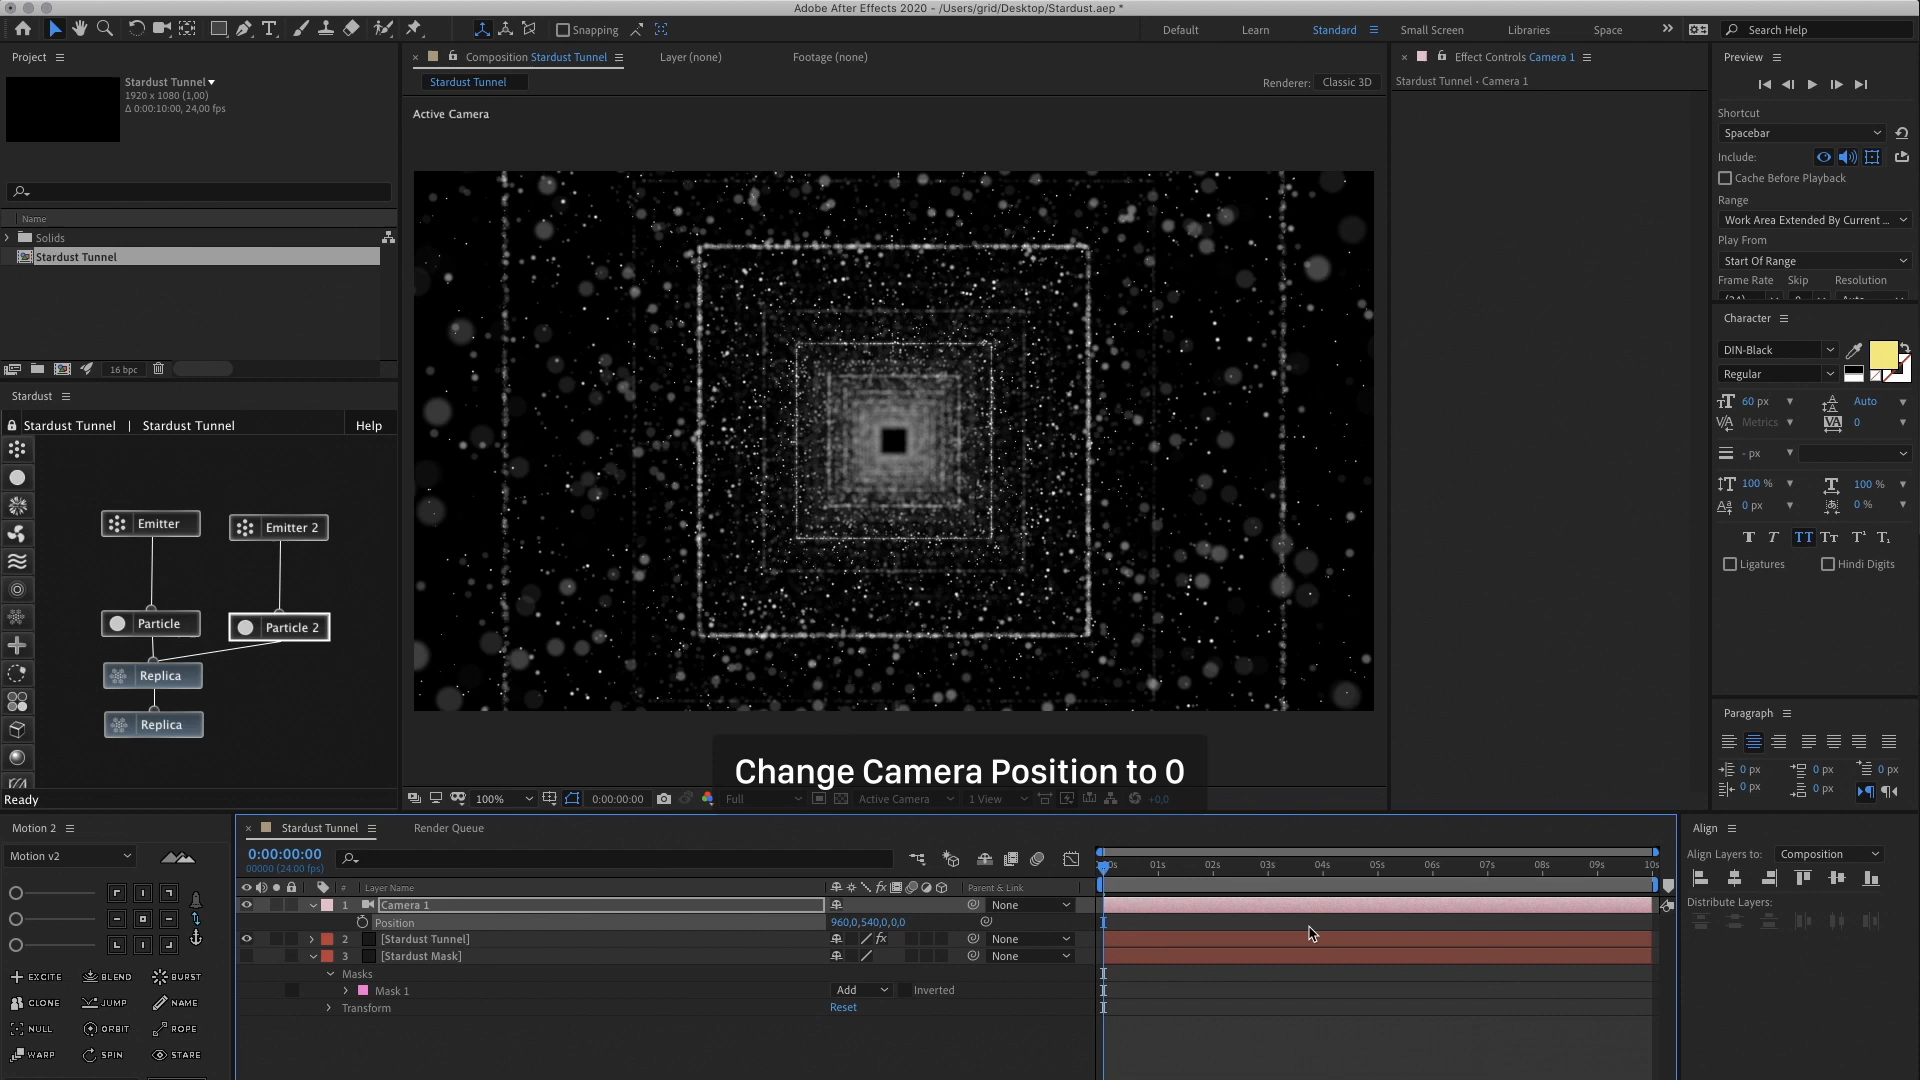 Adobe After Effects 2020 - /Users/grid/Desktop/Stardust.aep *
Snapping
Default
Learn
Standard
Small Screen
Libraries
Space
Search Help
Project
Stardust Tunnel
1920 x 1080 (1,00)
Δ 0:00:10:00, 24,00 fps)
Name
Solids
Stardust Tunnel
16 bpc
Composition Stardust Tunnel
Layer (none)
Footage (none)
Stardust Tunnel
Renderer: Classic 3D
Active Camera
Effect Controls Camera 1
Stardust Tunnel • Camera 1
Preview
Shortcut
Spacebar
Include:
Cache Before Playback
Range
Work Area Extended By Current ...
Play From
Start Of Range
Frame Rate
Skip
Resolution
Character
DIN-Black
Regular
60 px
Auto
Metrics
0
- px
100 %
100 %
0 px
0 %
Ligatures
Hindi Digits
Paragraph
0 px
0 px
0 px
0 px
0 px
Stardust
Stardust Tunnel | Stardust Tunnel
Help
Emitter
Emitter 2
Particle
Particle 2
Replica
Replica
Ready
Change Camera Position to 0
100%
0:00:00:00
Full
Active Camera
1 View
+0,0
Motion 2
Motion v2
EXCITE
BLEND
BURST
CLONE
JUMP
NAME
NULL
ORBIT
ROPE
WARP
SPIN
STARE
Stardust Tunnel
Render Queue
0:00:00:00
00000 (24.00 fps)
# Layer Name
Parent & Link
01s 02s 03s 04s 05s 06s 07s 08s 09s 10s
1 Camera 1
None
Position
960,0,540,0,0,0
2 [Stardust Tunnel]
None
3 [Stardust Mask]
None
Masks
Mask 1
Add
Inverted
Transform
Reset
Align
Align Layers to: Composition
Distribute Layers: